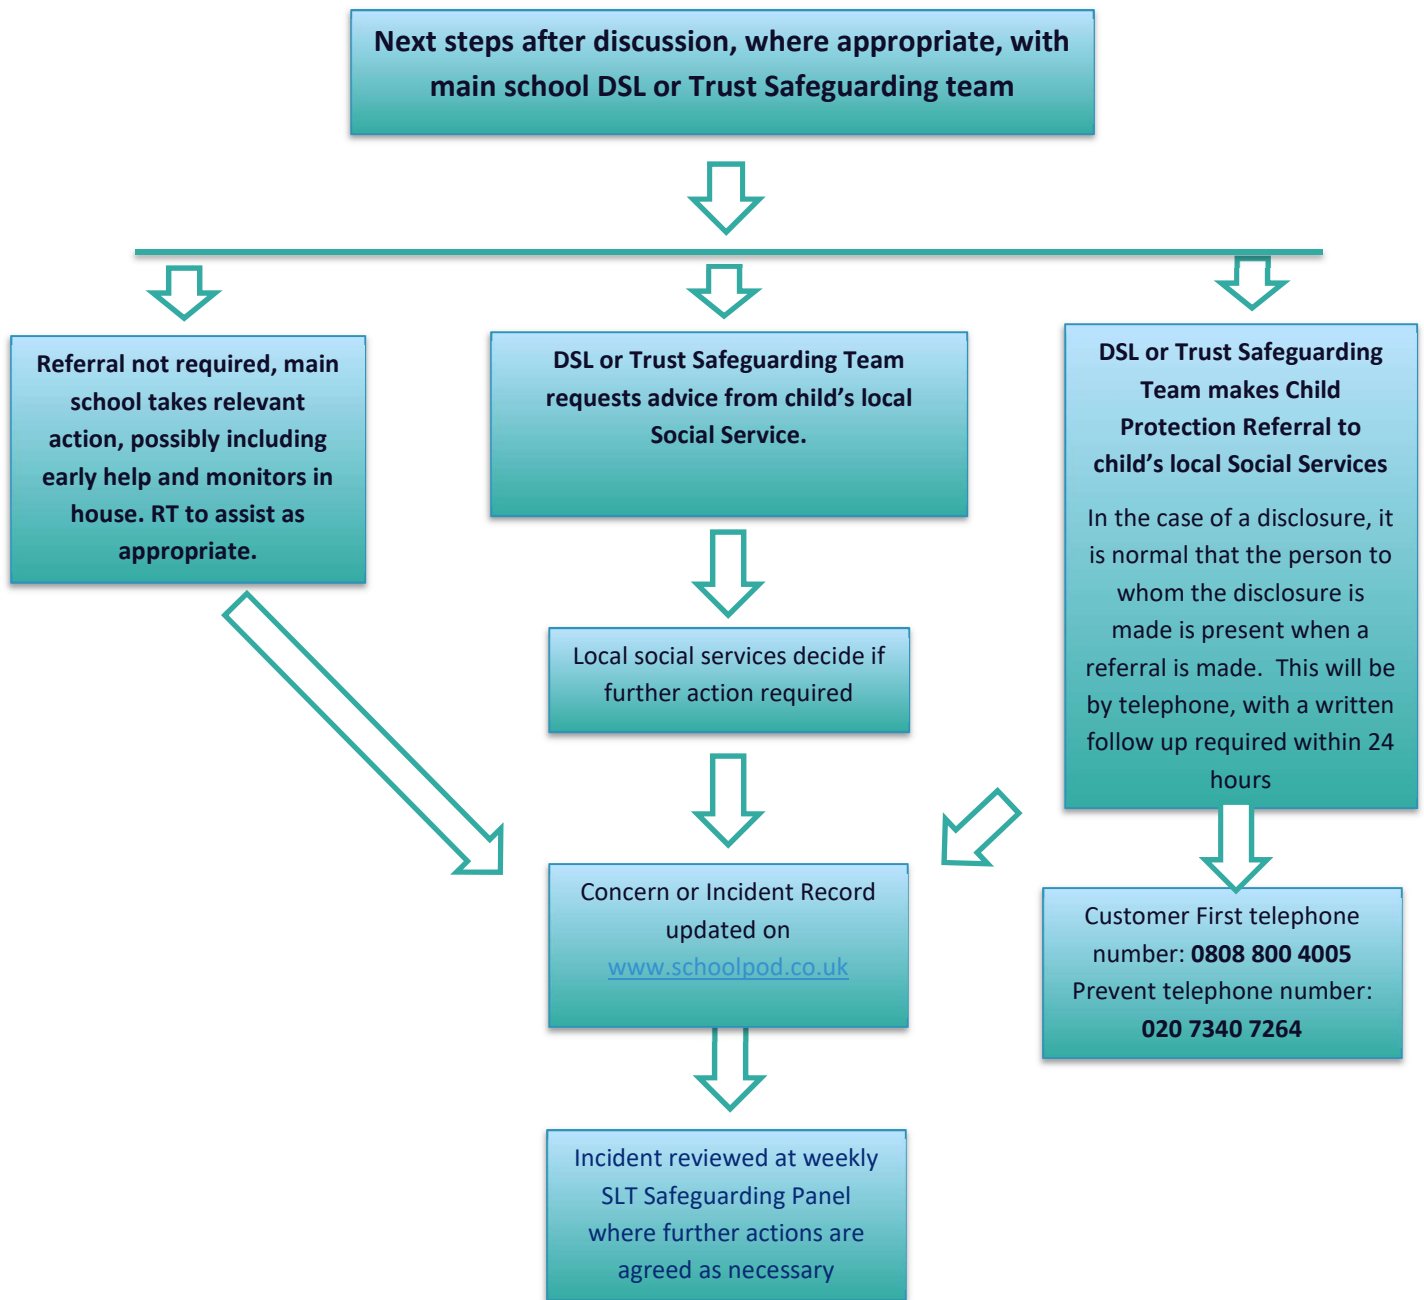 Next steps after discussion, where appropriate, with
main school DSL or Trust Safeguarding team
Referral not required, main
school takes relevant
action, possibly including
early help and monitors in
house. RT to assist as
appropriate.
DSL or Trust Safeguarding Team
requests advice from child’s local
Social Service.
DSL or Trust Safeguarding
Team makes Child
Protection Referral to
child’s local Social Services
In the case of a disclosure, it
is normal that the person to
whom the disclosure is
made is present when a
referral is made.  This will be
by telephone, with a written
follow up required within 24
hours
Local social services decide if
further action required
Concern or Incident Record
updated on
www.schoolpod.co.uk
Customer First telephone
number: 0808 800 4005
Prevent telephone number:
020 7340 7264
Incident reviewed at weekly
SLT Safeguarding Panel
where further actions are
agreed as necessary